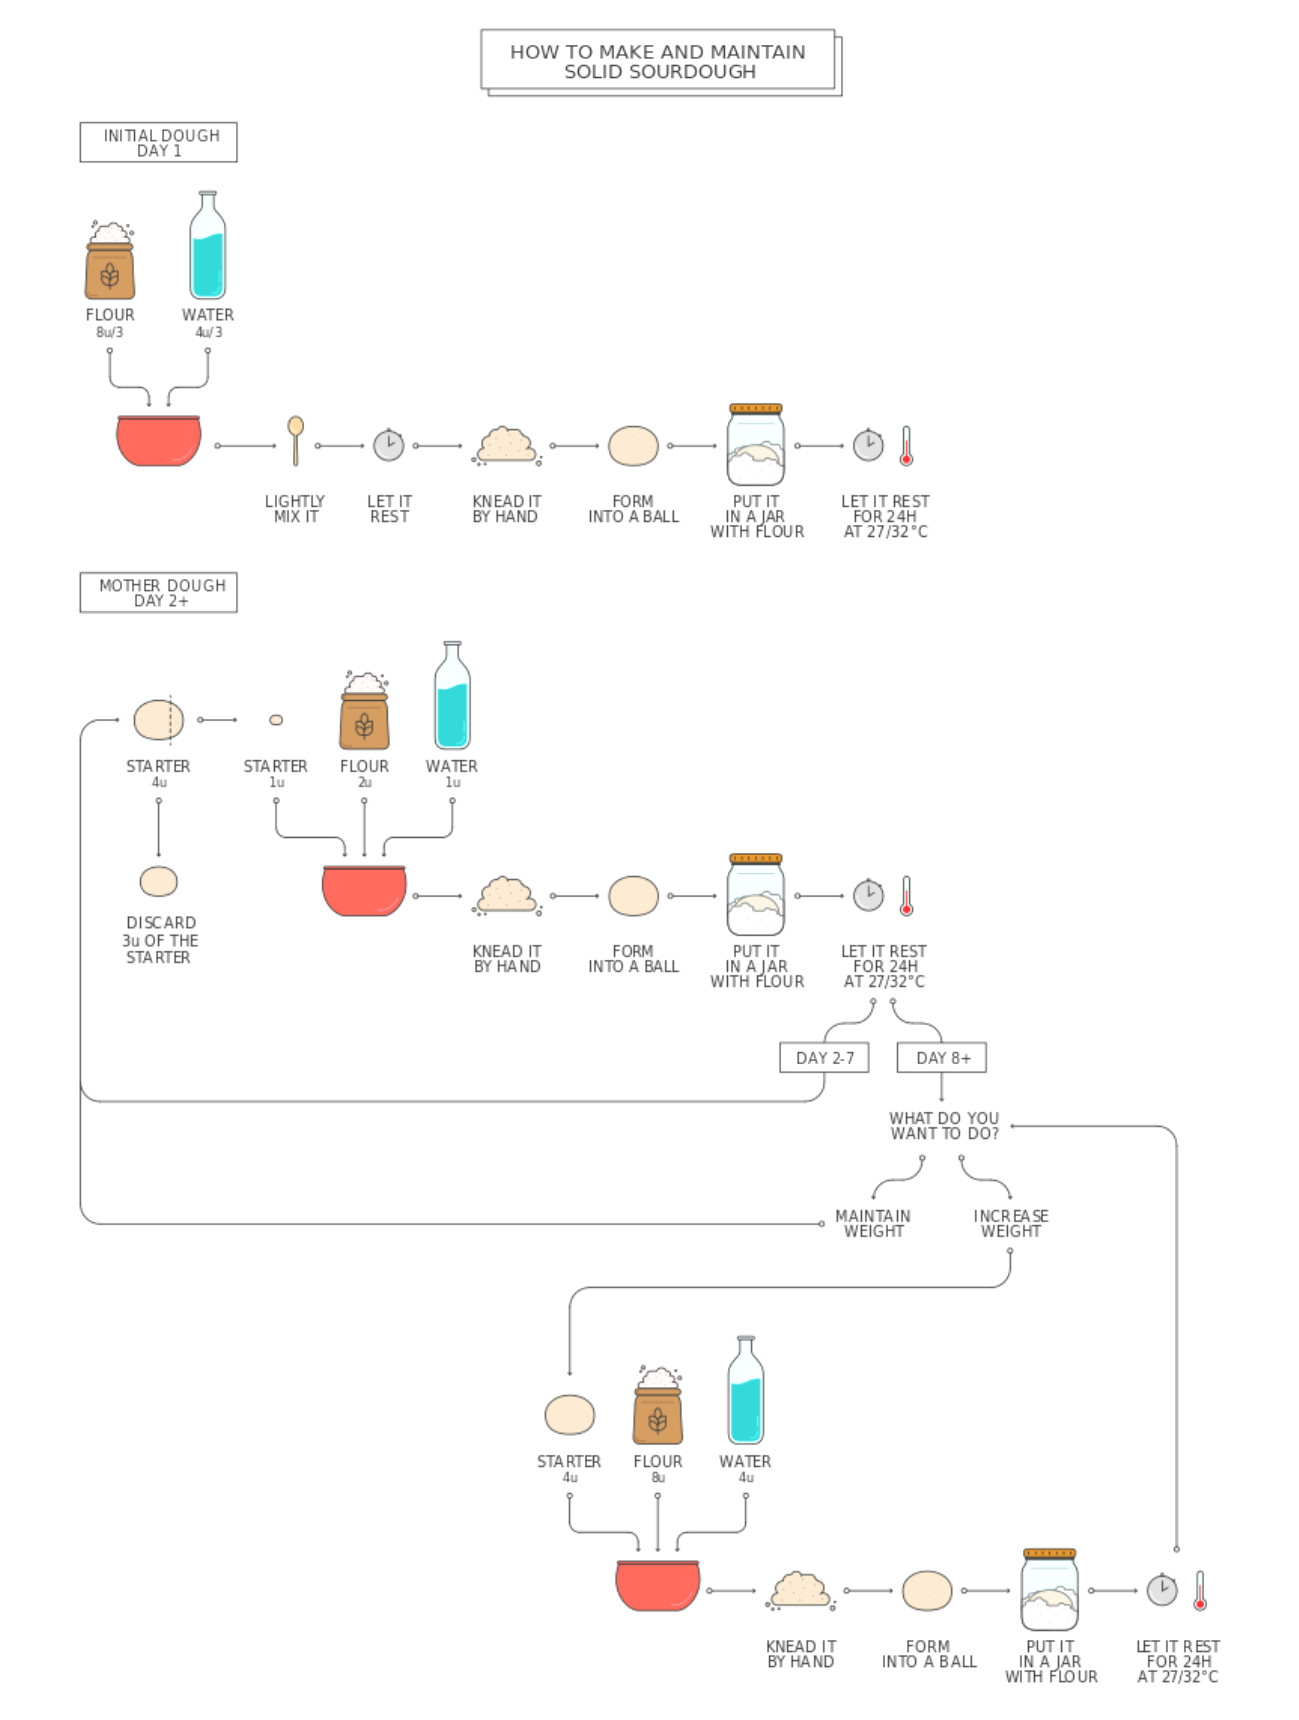 HOW TO MAKE AND MAINTAIN
SOLID SOURDOUGH
INITIAL DOUGH
DAY 1
FLOUR
8u/3
WATER
4u/3
LIGHTLY
MIX IT
LET IT
REST
KNEAD IT
BY HAND
FORM
INTO A BALL
PUT IT
IN A JAR
WITH FLOUR
LET IT REST
FOR 24H
AT 27/32°C
MOTHER DOUGH
DAY 2+
STARTER
4u
STARTER
1u
FLOUR
2u
WATER
1u
DISCARD
3u OF THE
STARTER
KNEAD IT
BY HAND
FORM
INTO A BALL
PUT IT
IN A JAR
WITH FLOUR
LET IT REST
FOR 24H
AT 27/32°C
DAY 2-7
DAY 8+
WHAT DO YOU
WANT TO DO?
MAINTAIN
WEIGHT
INCREASE
WEIGHT
STARTER
4u
FLOUR
8u
WATER
4u
KNEAD IT
BY HAND
FORM
INTO A BALL
PUT IT
IN A JAR
WITH FLOUR
LET IT REST
FOR 24H
AT 27/32°C